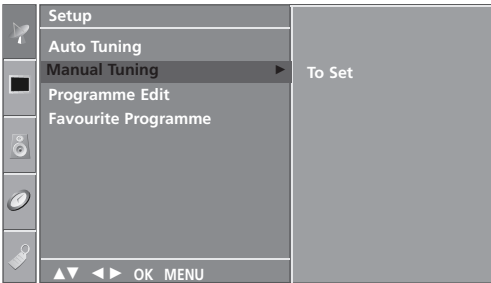 Setup
Auto Tuning
Manual Tuning ► To Set
Programme Edit
Favourite Programme
▲▼ ◄► OK MENU